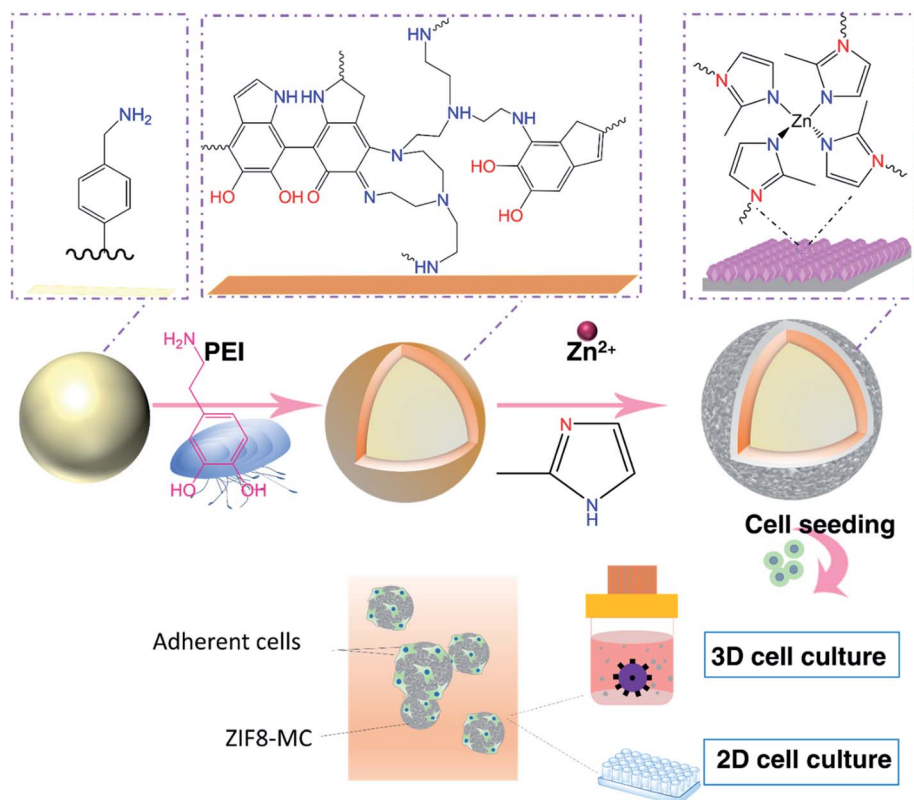 HN
NH₂
NH
HN
N
NH
NH
HO
OH
O
N
N
HO
HO
HN
N
N
N
N
Zn
N
N
N
N
H₂N
PEI
HO
OH
Zn²⁺
N
N
H
Cell seeding
Adherent cells
ZIF8-MC
3D cell culture
2D cell culture